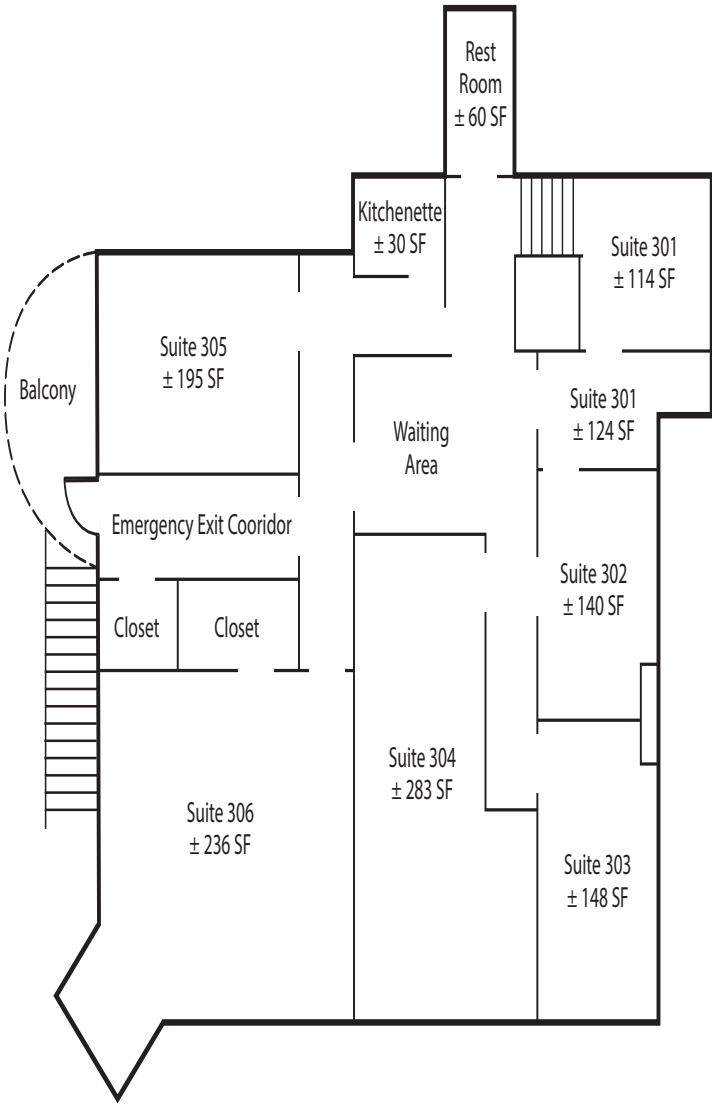 Rest
Room
± 60 SF
Kitchenette
± 30 SF
Suite 301
± 114 SF
Suite 305
± 195 SF
Balcony
Suite 301
± 124 SF
Waiting
Area
Emergency Exit Cooridor
Suite 302
± 140 SF
Closet
Closet
Suite 304
± 283 SF
Suite 306
± 236 SF
Suite 303
± 148 SF